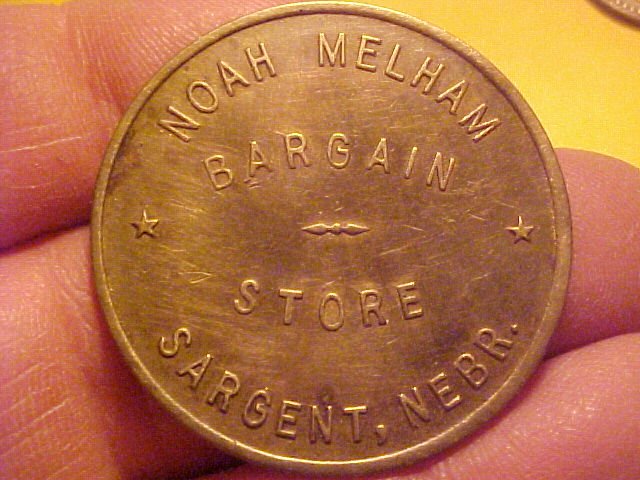 NOAH MELHAM
BARGAIN
STORE
SARGENT, NEBR.